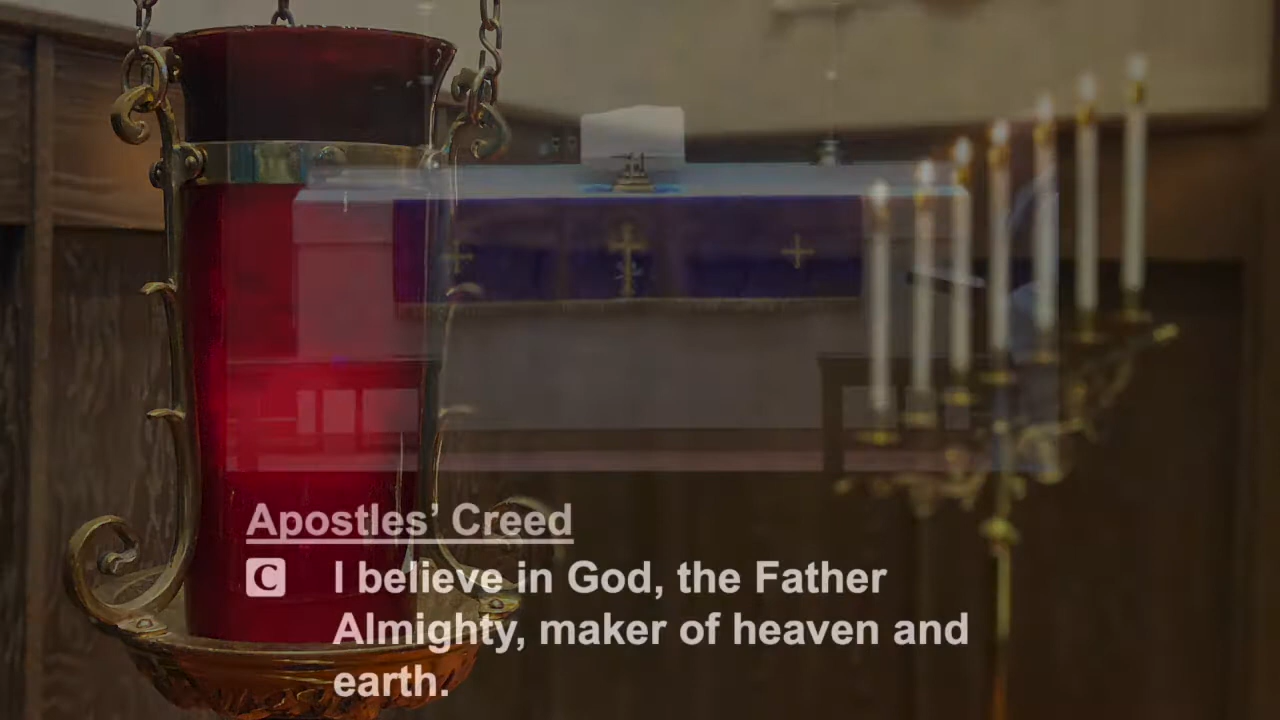 Apostles’ Creed
C I believe in God, the Father
Almighty, maker of heaven and
earth.